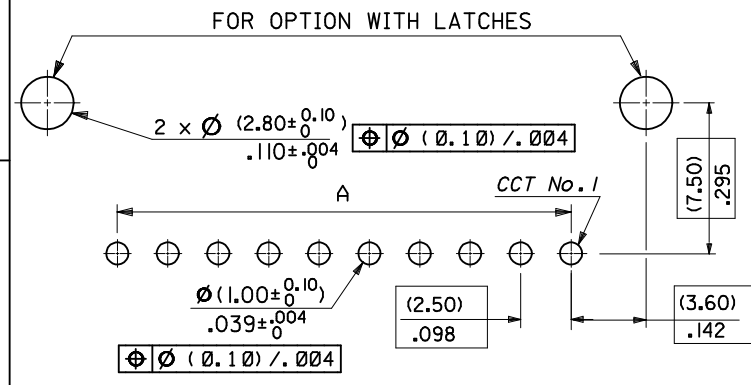 FOR OPTION WITH LATCHES
2 × Ø (2.80±0.10/0)
.110±.004/0
⌖ Ø (0.10)/.004
(7.50)
.295
CCT No.1
A
Ø(1.00±0.10/0)
.039±.004/0
⌖ Ø (0.10)/.004
(2.50)
.098
(3.60)
.142